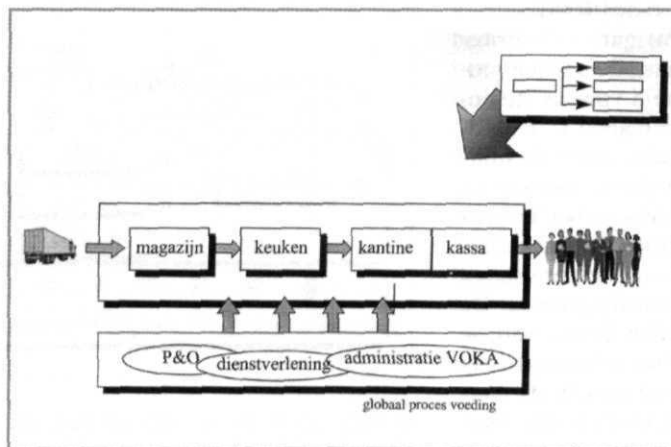 magazijn keuken kantine kassa
P&O dienstverlening administratie VOKA
globaal proces voeding